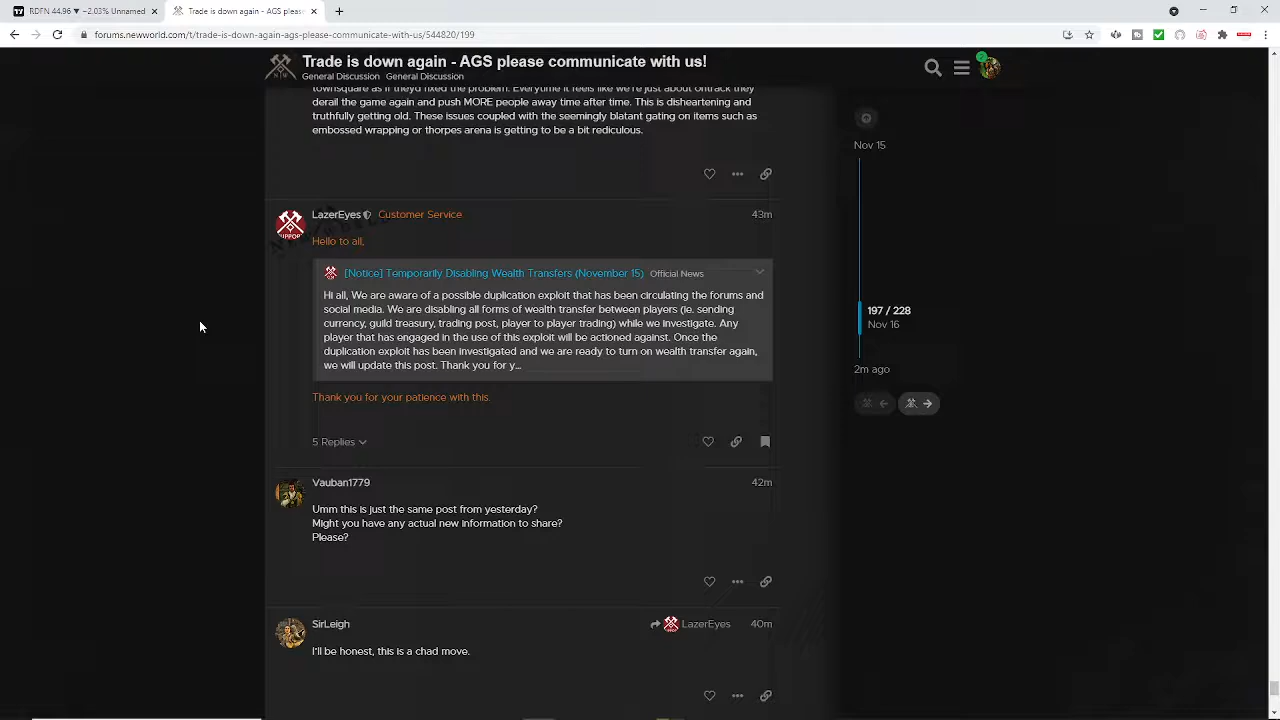 RDFN 44.96 ▼ −2.03% Unnamed
Trade is down again - AGS pleas
forums.newworld.com/t/trade-is-down-again-ags-please-communicate-with-us/544820/199
Trade is down again - AGS please communicate with us!
General Discussion General Discussion
townsquare as if theyd fixed the problem. Everytime it feels like we're just about ontrack they
derail the game again and push MORE people away time after time. This is disheartening and
truthfully getting old. These issues coupled with the seemingly blatant gating on items such as
embossed wrapping or thorpes arena is getting to be a bit rediculous.
Nov 15
197 / 228
Nov 16
2m ago
LazerEyes Customer Service 43m
Hello to all,
[Notice] Temporarily Disabling Wealth Transfers (November 15) Official News
Hi all, We are aware of a possible duplication exploit that has been circulating the forums and
social media. We are disabling all forms of wealth transfer between players (ie. sending
currency, guild treasury, trading post, player to player trading) while we investigate. Any
player that has engaged in the use of this exploit will be actioned against. Once the
duplication exploit has been investigated and we are ready to turn on wealth transfer again,
we will update this post. Thank you for y...
Thank you for your patience with this.
5 Replies
Vauban1779 42m
Umm this is just the same post from yesterday?
Might you have any actual new information to share?
Please?
SirLeigh LazerEyes 40m
I'll be honest, this is a chad move.